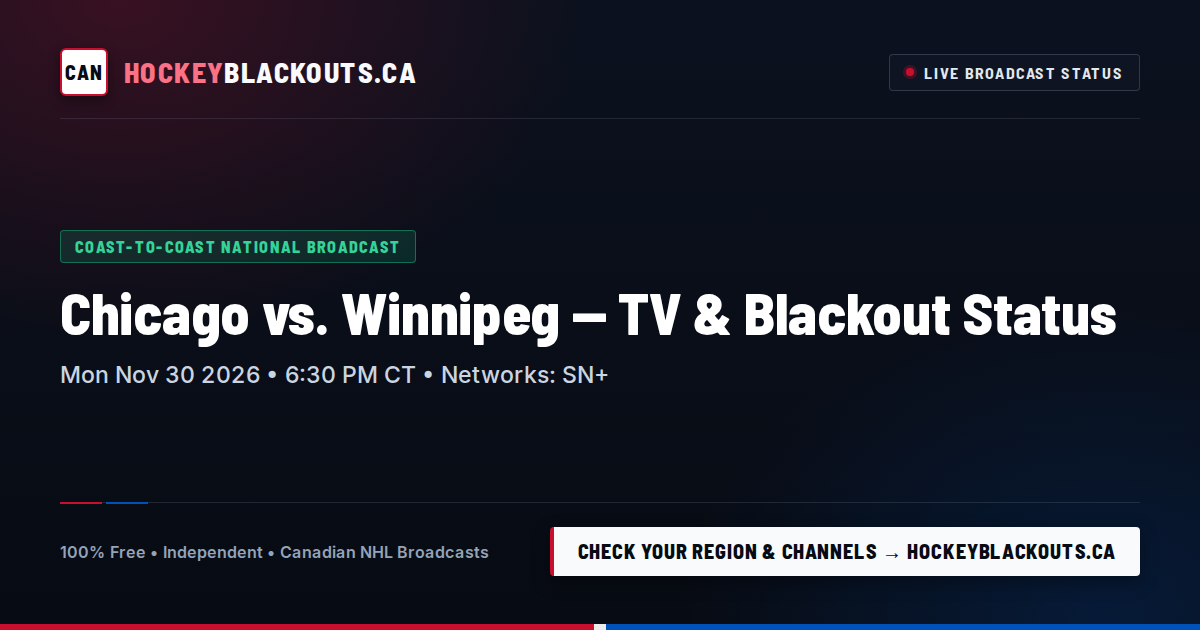 CAN HOCKEYBLACKOUTS.CA
LIVE BROADCAST STATUS
COAST-TO-COAST NATIONAL BROADCAST
Chicago vs. Winnipeg — TV & Blackout Status
Mon Nov 30 2026 • 6:30 PM CT • Networks: SN+
100% Free • Independent • Canadian NHL Broadcasts
CHECK YOUR REGION & CHANNELS → HOCKEYBLACKOUTS.CA